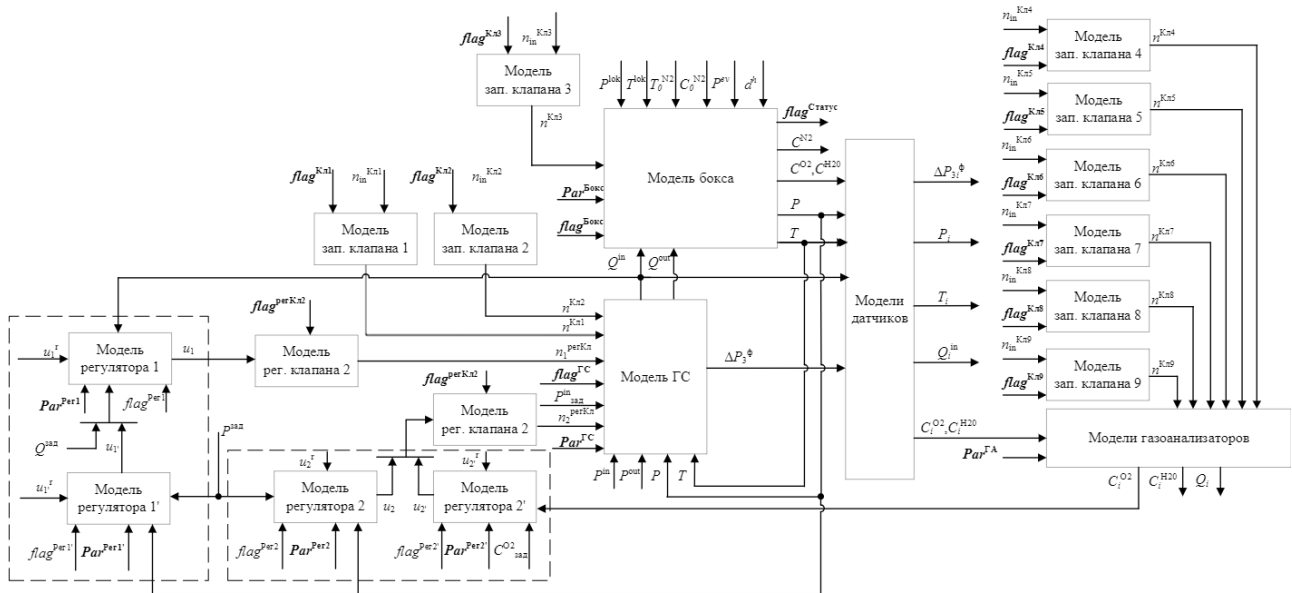 flag^Кл3 n_in^Кл3
Модель
зап. клапана 3
n^Кл3
P^lok T^lok T_0^N2 C_0^N2 P^ev d^h
flag^Статус
C^N2
C^O2,C^H20
P
T
Модель бокса
Par^Бокс
flag^Бокс
Q^in Q^out
flag^Кл1 n_in^Кл1 flag^Кл2 n_in^Кл2
Модель
зап. клапана 1
Модель
зап. клапана 2
n^Кл2
n^Кл1
flag^регКл2
u_1^г
Модель
регулятора 1
u_1
Модель
рег. клапана 2
n_1^регКл
Par^Рег1 flag^Рег1
Q^зад u_1'
u_1'^г
Модель
регулятора 1'
flag^Рег1' Par^Рег1'
P^зад
flag^регКл2
Модель
рег. клапана 2
flag^ГС
P^in_зад
n_2^регКл
Par^ГС
Модель ГС
ΔP_3^ф
P^in P^out P T
u_2^г u_2'^г
Модель
регулятора 2
u_2 u_2'
Модель
регулятора 2'
flag^Рег2 Par^Рег2 flag^Рег2' Par^Рег2' C^O2_зад
Модели
датчиков
ΔP_3i^ф
P_i
T_i
Q_i^in
C_i^O2,C_i^H20
Par^ГА
n_in^Кл4
flag^Кл4
Модель
зап. клапана 4
n^Кл4
n_in^Кл5
flag^Кл5
Модель
зап. клапана 5
n^Кл5
n_in^Кл6
flag^Кл6
Модель
зап. клапана 6
n^Кл6
n_in^Кл7
flag^Кл7
Модель
зап. клапана 7
n^Кл7
n_in^Кл8
flag^Кл8
Модель
зап. клапана 8
n^Кл8
n_in^Кл9
flag^Кл9
Модель
зап. клапана 9
n^Кл9
Модели газоанализаторов
C_i^O2 C_i^H20 Q_i